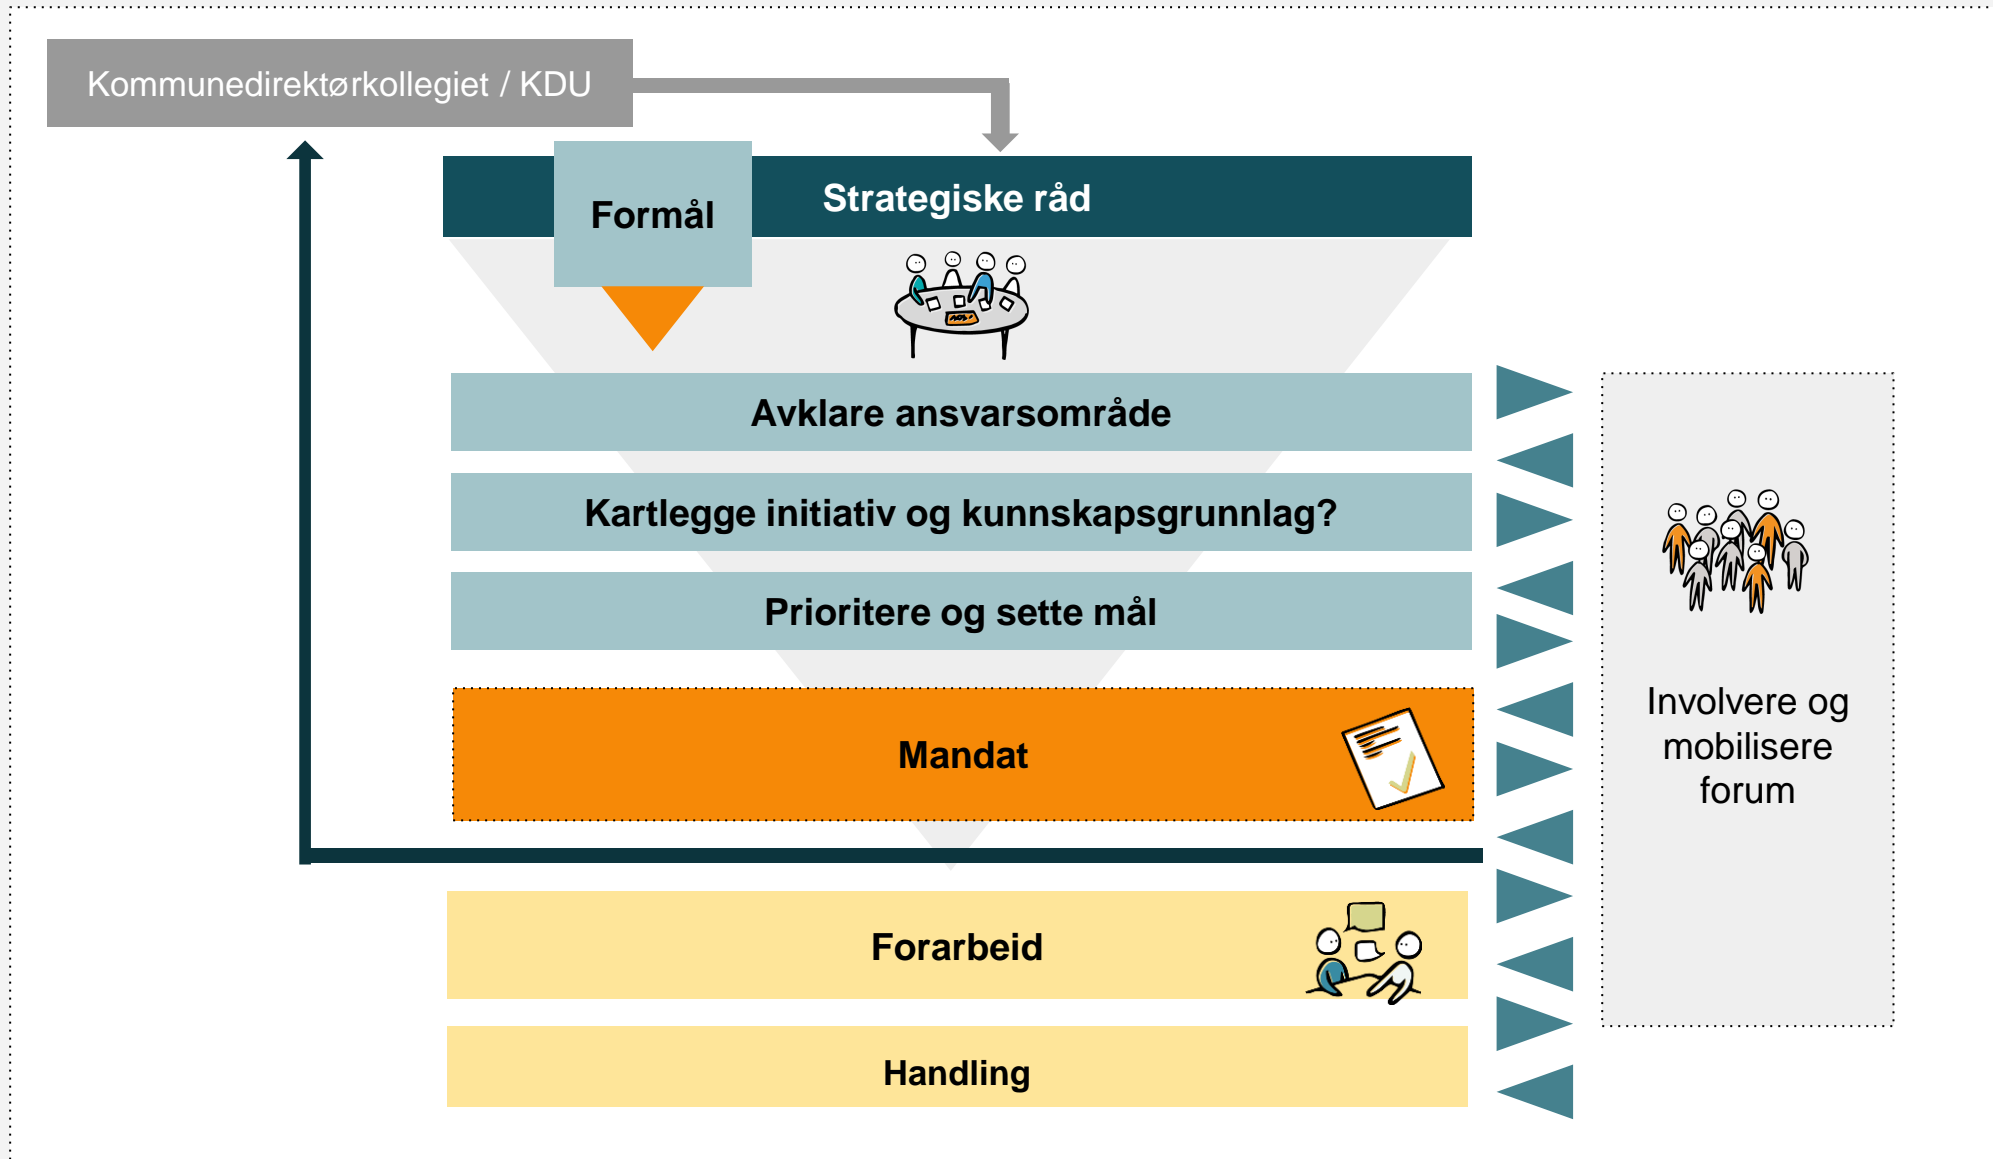 Kommunedirektørkollegiet / KDU
Formål
Strategiske råd
Avklare ansvarsområde
Kartlegge initiativ og kunnskapsgrunnlag?
Prioritere og sette mål
Mandat
Forarbeid
Handling
Involvere og
mobilisere
forum